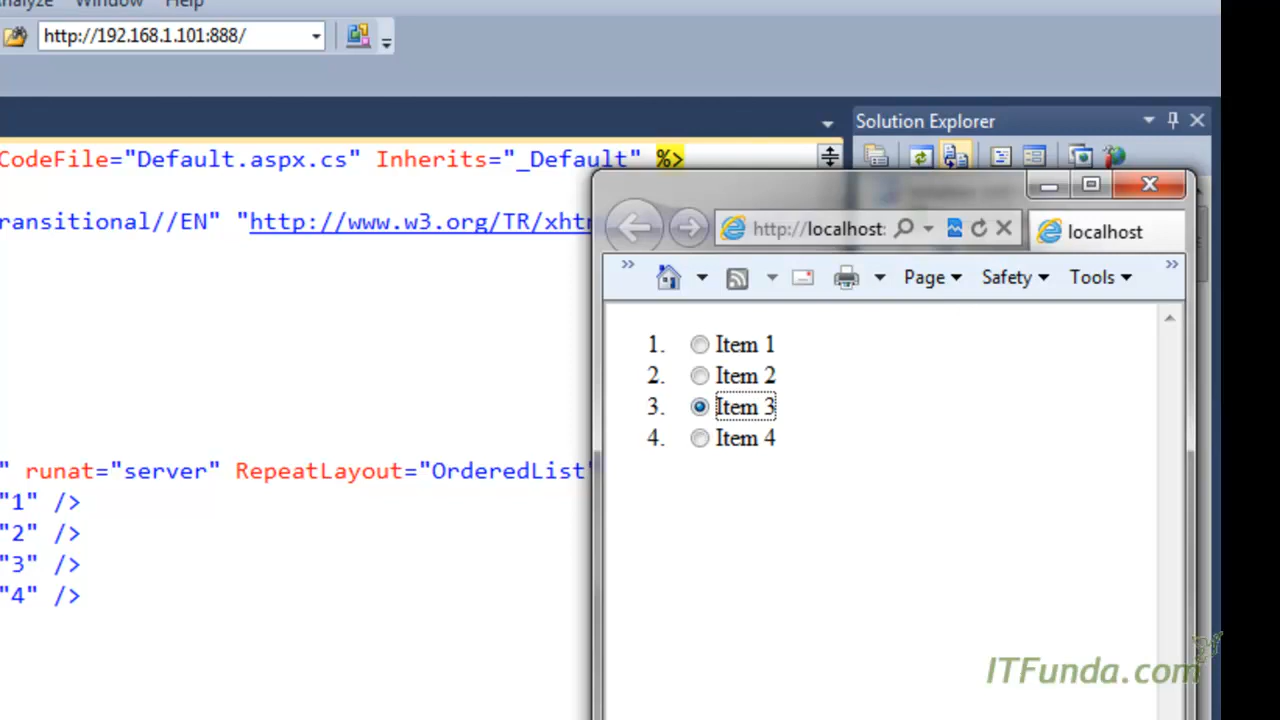 Analyze Window Help
http://192.168.1.101:888/
Solution Explorer
CodeFile="Default.aspx.cs" Inherits="_Default" %>
ransitional//EN" "http://www.w3.org/TR/xht
http://localhost:
localhost
Page
Safety
Tools
1. Item 1
2. Item 2
3. Item 3
4. Item 4
" runat="server" RepeatLayout="OrderedList"
"1" />
"2" />
"3" />
"4" />
ITFunda.com